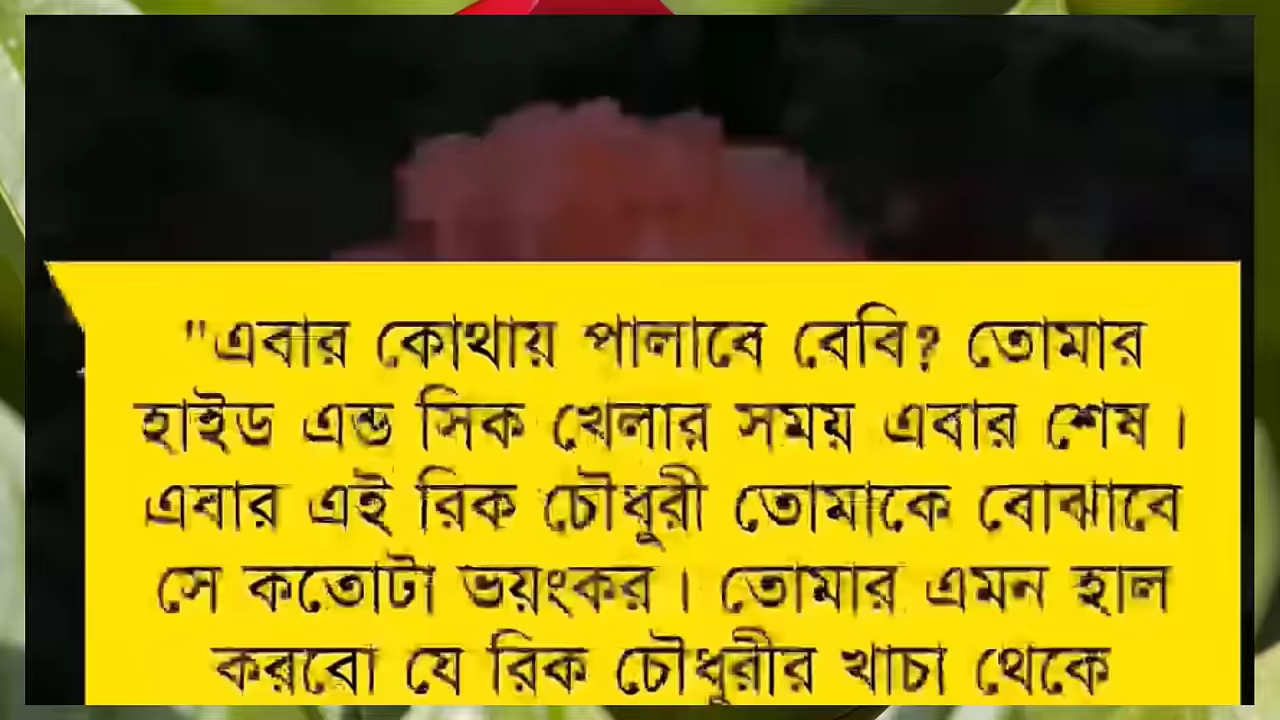 "এবার কোথায় পালাবে বেবি? তোমার
হাইড এন্ড সিক খেলার সময় এবার শেষ।
এবার এই রিক চৌধুরী তোমাকে বোঝাবে
সে কতোটা ভয়ংকর। তোমার এমন হাল
করবো যে রিক চৌধুরীর খাচা থেকে